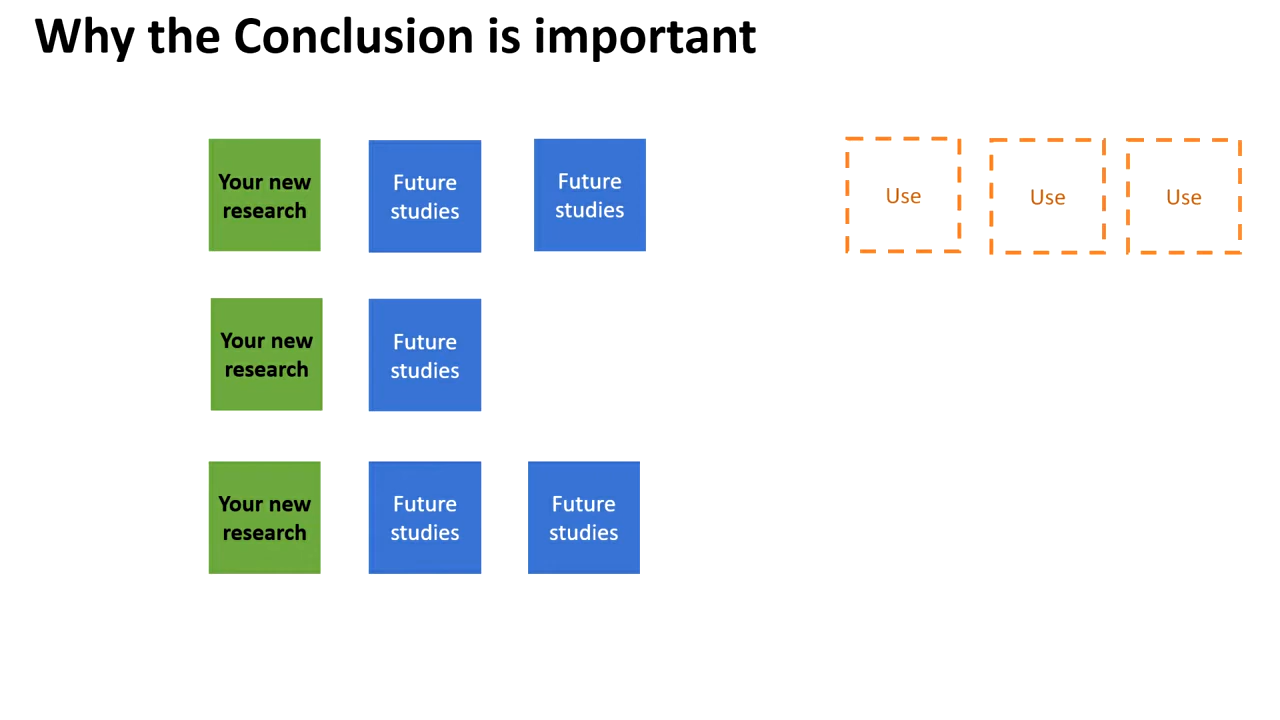 Why the Conclusion is important
Your new
research
Future
studies
Future
studies
Use
Use
Use
Your new
research
Future
studies
Your new
research
Future
studies
Future
studies